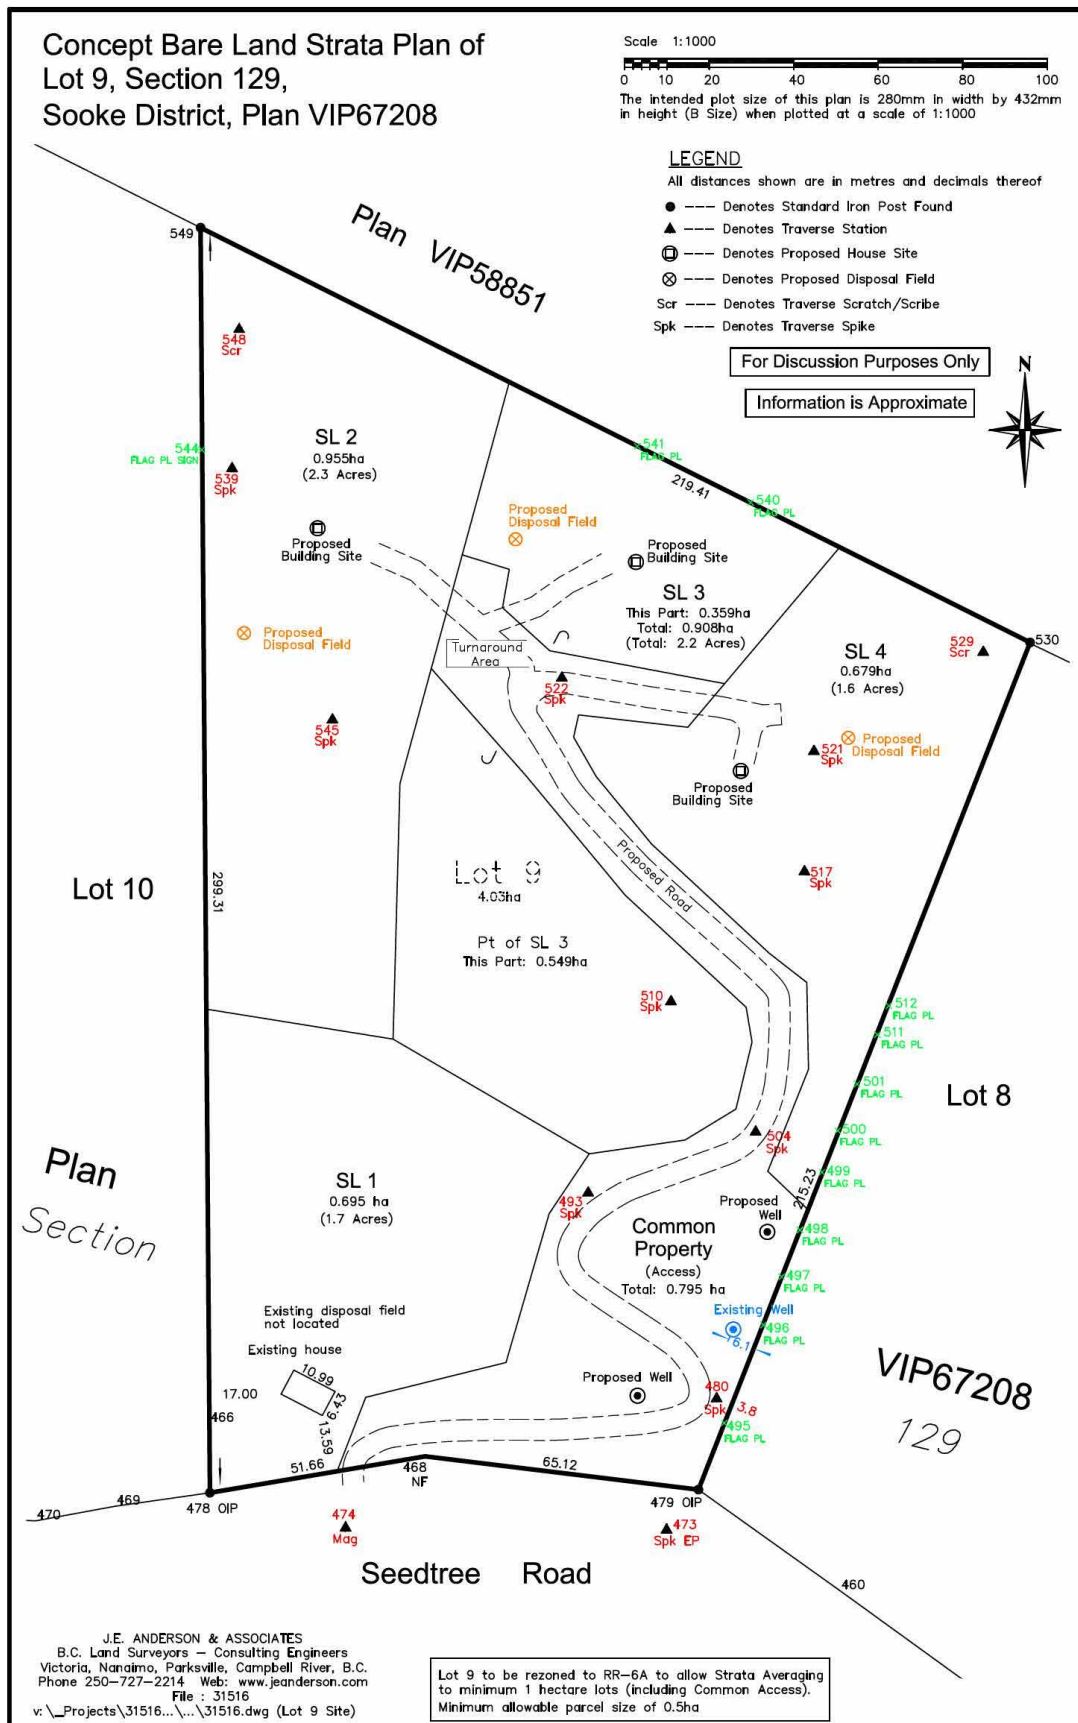 Concept Bare Land Strata Plan of
Lot 9, Section 129,
Sooke District, Plan VIP67208
Scale 1:1000
0 10 20 40 60 80 100
The intended plot size of this plan is 280mm in width by 432mm
in height (B Size) when plotted at a scale of 1:1000
LEGEND
All distances shown are in metres and decimals thereof
Denotes Standard Iron Post Found
Denotes Traverse Station
Denotes Proposed House Site
Denotes Proposed Disposal Field
Scr --- Denotes Traverse Scratch/Scribe
Spk --- Denotes Traverse Spike
For Discussion Purposes Only
Information is Approximate
N
Plan VIP58851
549
548
Scr
544
FLAG PL SIGN
539
Spk
SL 2
0.955ha
(2.3 Acres)
541
FLAG PL
219.41
540
FLAG PL
Proposed
Disposal Field
Proposed
Building Site
Proposed
Building Site
SL 3
This Part: 0.359ha
Total: 0.908ha
(Total: 2.2 Acres)
Proposed
Disposal Field
Turnaround
Area
529
Scr
530
SL 4
0.679ha
(1.6 Acres)
522
Spk
545
Spk
521
Spk
Proposed
Disposal Field
Proposed
Building Site
Proposed Road
517
Spk
Lot 10
299.31
Lot 9
4.03ha
Pt of SL 3
This Part: 0.549ha
510
Spk
512
FLAG PL
511
FLAG PL
501
FLAG PL
Lot 8
500
FLAG PL
504
Spk
499
FLAG PL
215.23
Plan
Section
SL 1
0.695 ha
(1.7 Acres)
493
Spk
Proposed
Well
Common
Property
(Access)
Total: 0.795 ha
498
FLAG PL
497
FLAG PL
Existing Well
496
FLAG PL
6.1
Existing disposal field
not located
Existing house
10.99
6.43
13.59
17.00
466
Proposed Well
480
Spk
3.8
495
FLAG PL
VIP67208
129
51.66
468
NF
65.12
470
469
478 OIP
479 OIP
474
Mag
473
Spk EP
460
Seedtree Road
J.E. ANDERSON & ASSOCIATES
B.C. Land Surveyors – Consulting Engineers
Victoria, Nanaimo, Parksville, Campbell River, B.C.
Phone 250–727–2214 Web: www.jeanderson.com
File : 31516
v: \_Projects\31516...\...\31516.dwg (Lot 9 Site)
Lot 9 to be rezoned to RR–6A to allow Strata Averaging
to minimum 1 hectare lots (including Common Access).
Minimum allowable parcel size of 0.5ha